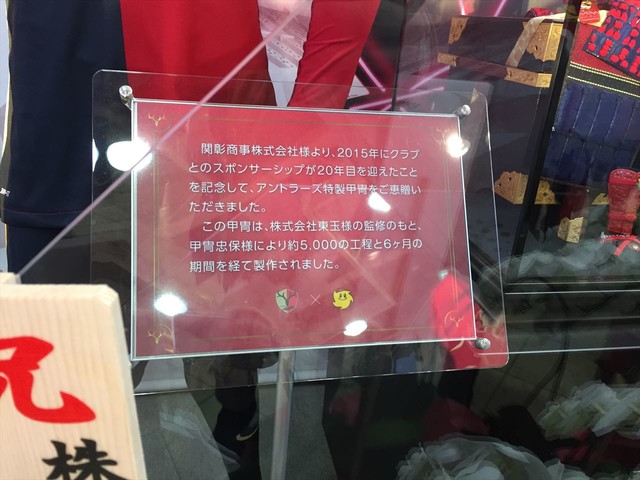 関彰商事株式会社様より、2015年にクラブ
とのスポンサーシップが20年目を迎えたこと
を記念して、アントラーズ特製甲冑をご恵贈い
ただきました。
この甲冑は、株式会社東玉様の監修のもと、
甲冑忠保様により約5,000の工程と6ヶ月の
期間を経て製作されました。
×
株